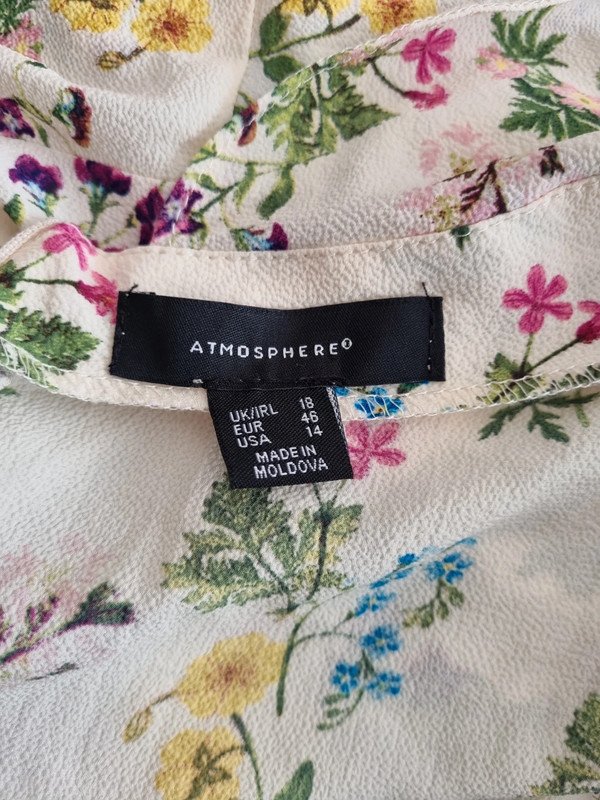 ATMOSPHERE
UK/IRL 18
EUR 46
USA 14
MADE IN
MOLDOVA